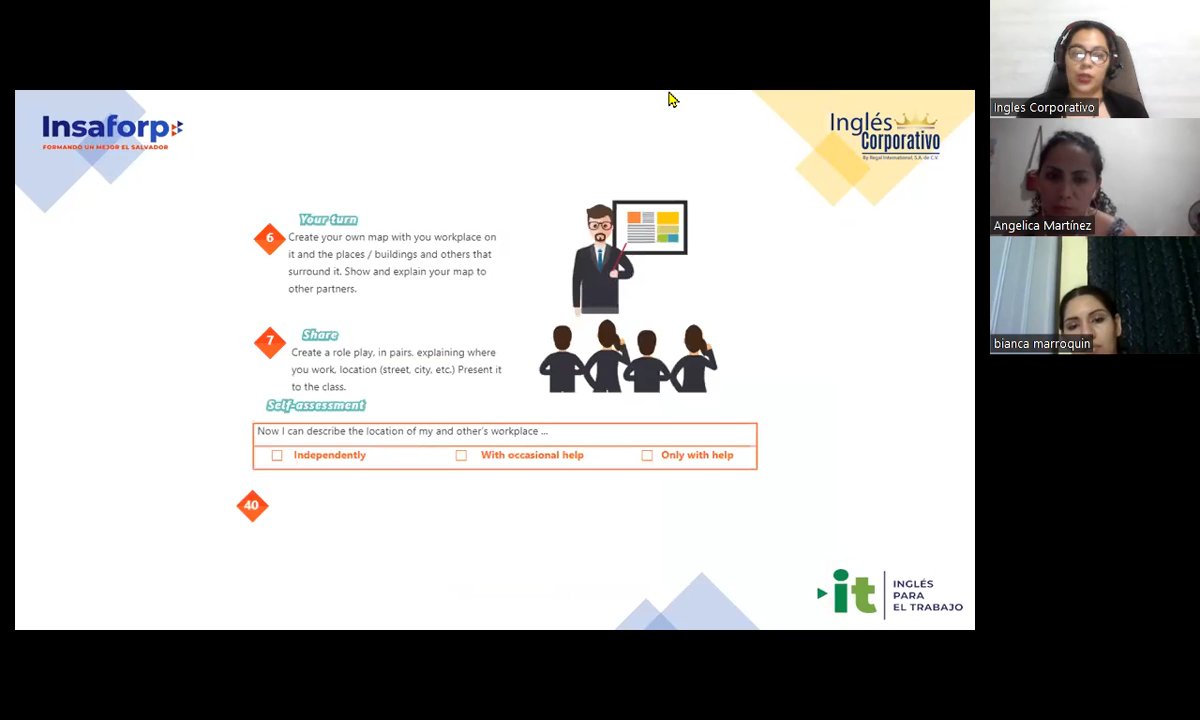 Insaforp
FORMANDO UN MEJOR EL SALVADOR
Inglés
Corporativo
By Regal International, S.A. de C.V.
6
Your turn
Create your own map with you workplace on
it and the places / buildings and others that
surround it. Show and explain your map to
other partners.
7
Share
Create a role play, in pairs. explaining where
you work, location (street, city, etc.) Present it
to the class.
Self-assessment
Now I can describe the location of my and other's workplace ...
Independently
With occasional help
Only with help
40
it
INGLÉS
PARA
EL TRABAJO
Ingles Corporativo
Angelica Martínez
bianca marroquin